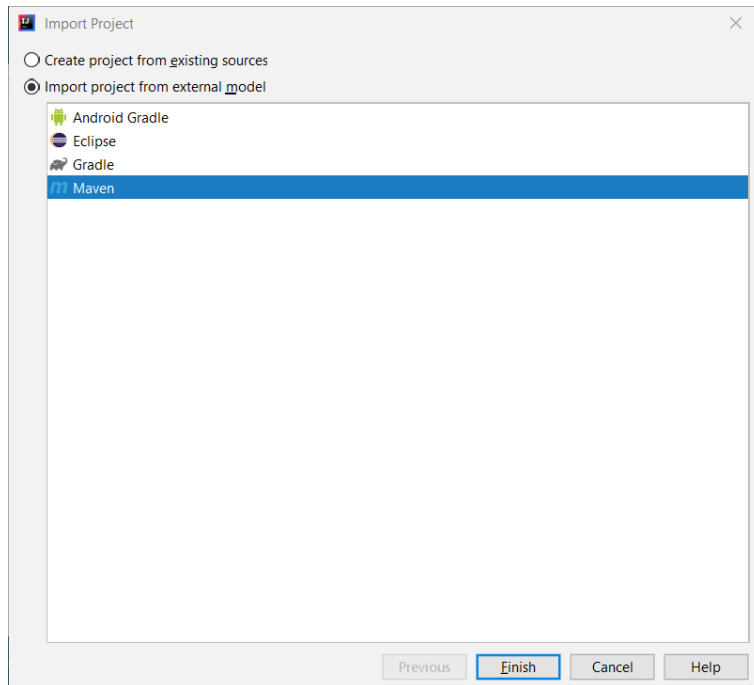 Import Project
Create project from existing sources
Import project from external model
Android Gradle
Eclipse
Gradle
Maven
Previous Finish Cancel Help